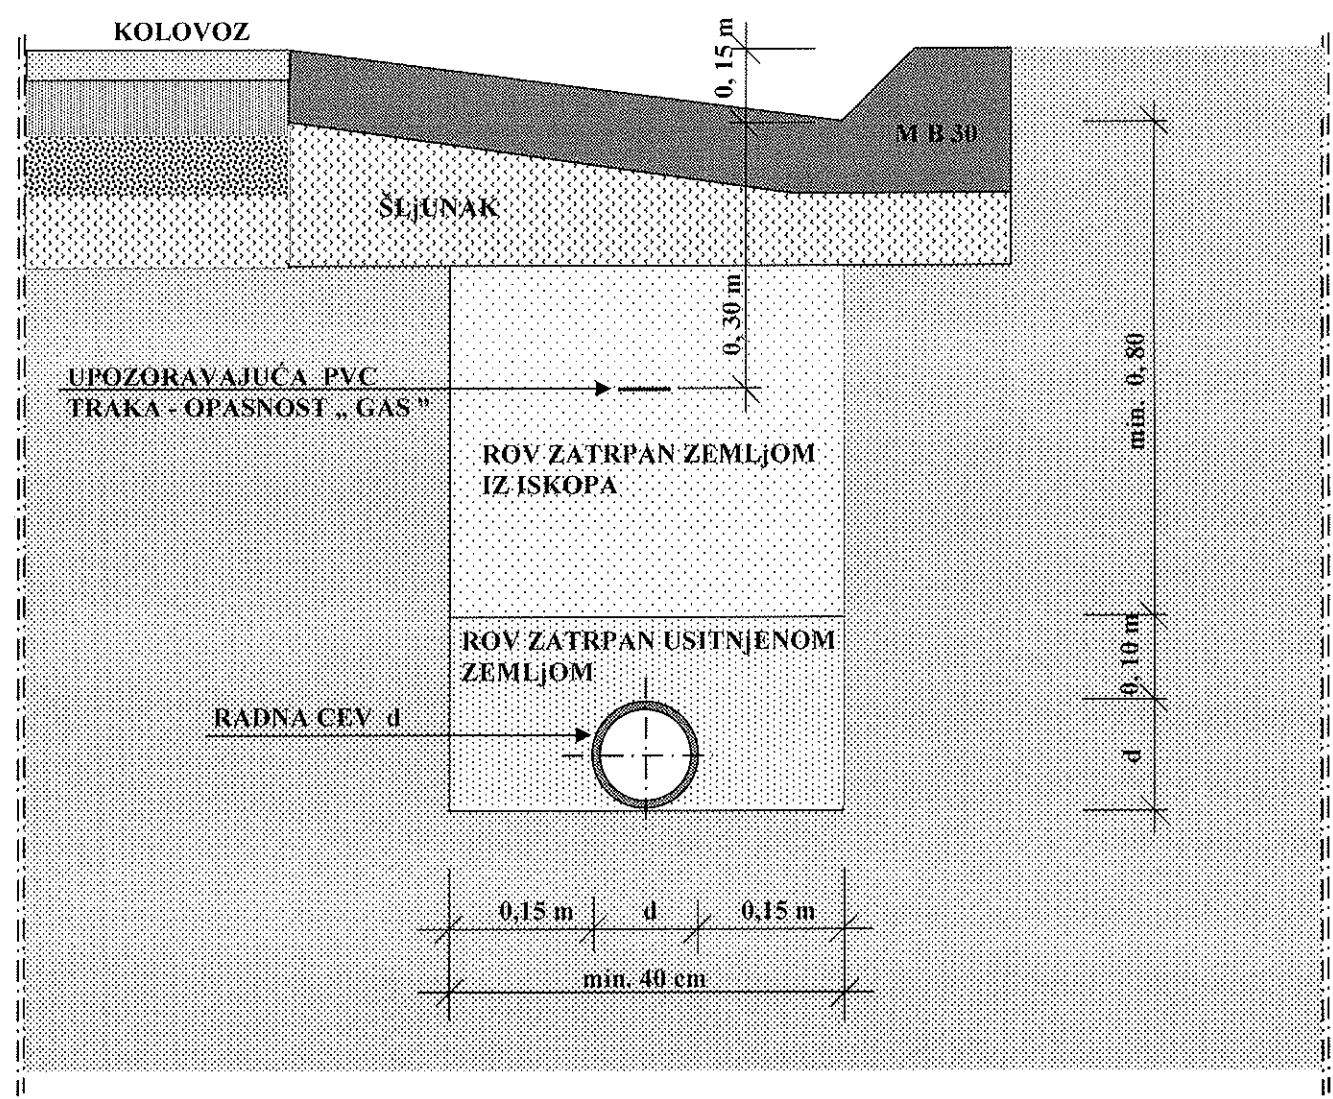 KOLOVOZ
0, 15 m
M B 30
ŠLjUNAK
0, 30 m
min. 0, 80
UPOZORAVAJUĆA PVC
TRAKA - OPASNOST „ GAS ”
ROV ZATRPAN ZEMLjOM
IZ ISKOPA
ROV ZATRPAN USITNjENOM
ZEMLjOM
0, 10 m
RADNA CEV d
d
0,15 m
d
0,15 m
min. 40 cm